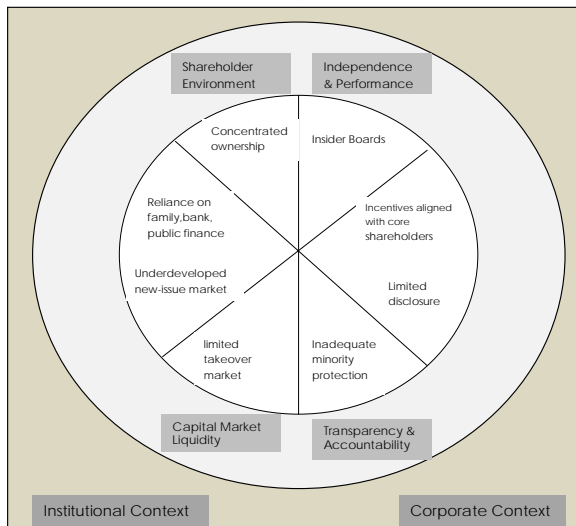 Shareholder
Environment
Independence
& Performance
Concentrated
ownership
Insider Boards
Reliance on
family,bank,
public finance
Incentives aligned
with core
shareholders
Underdeveloped
new-issue market
Limited
disclosure
limited
takeover
market
Inadequate
minority
protection
Capital Market
Liquidity
Transparency &
Accountability
Institutional Context
Corporate Context